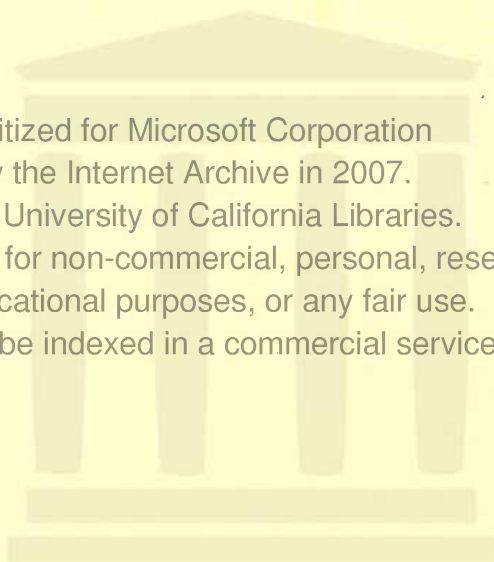 itized for Microsoft Corporation
the Internet Archive in 2007.
University of California Libraries.
for non-commercial, personal, rese
cational purposes, or any fair use.
be indexed in a commercial service